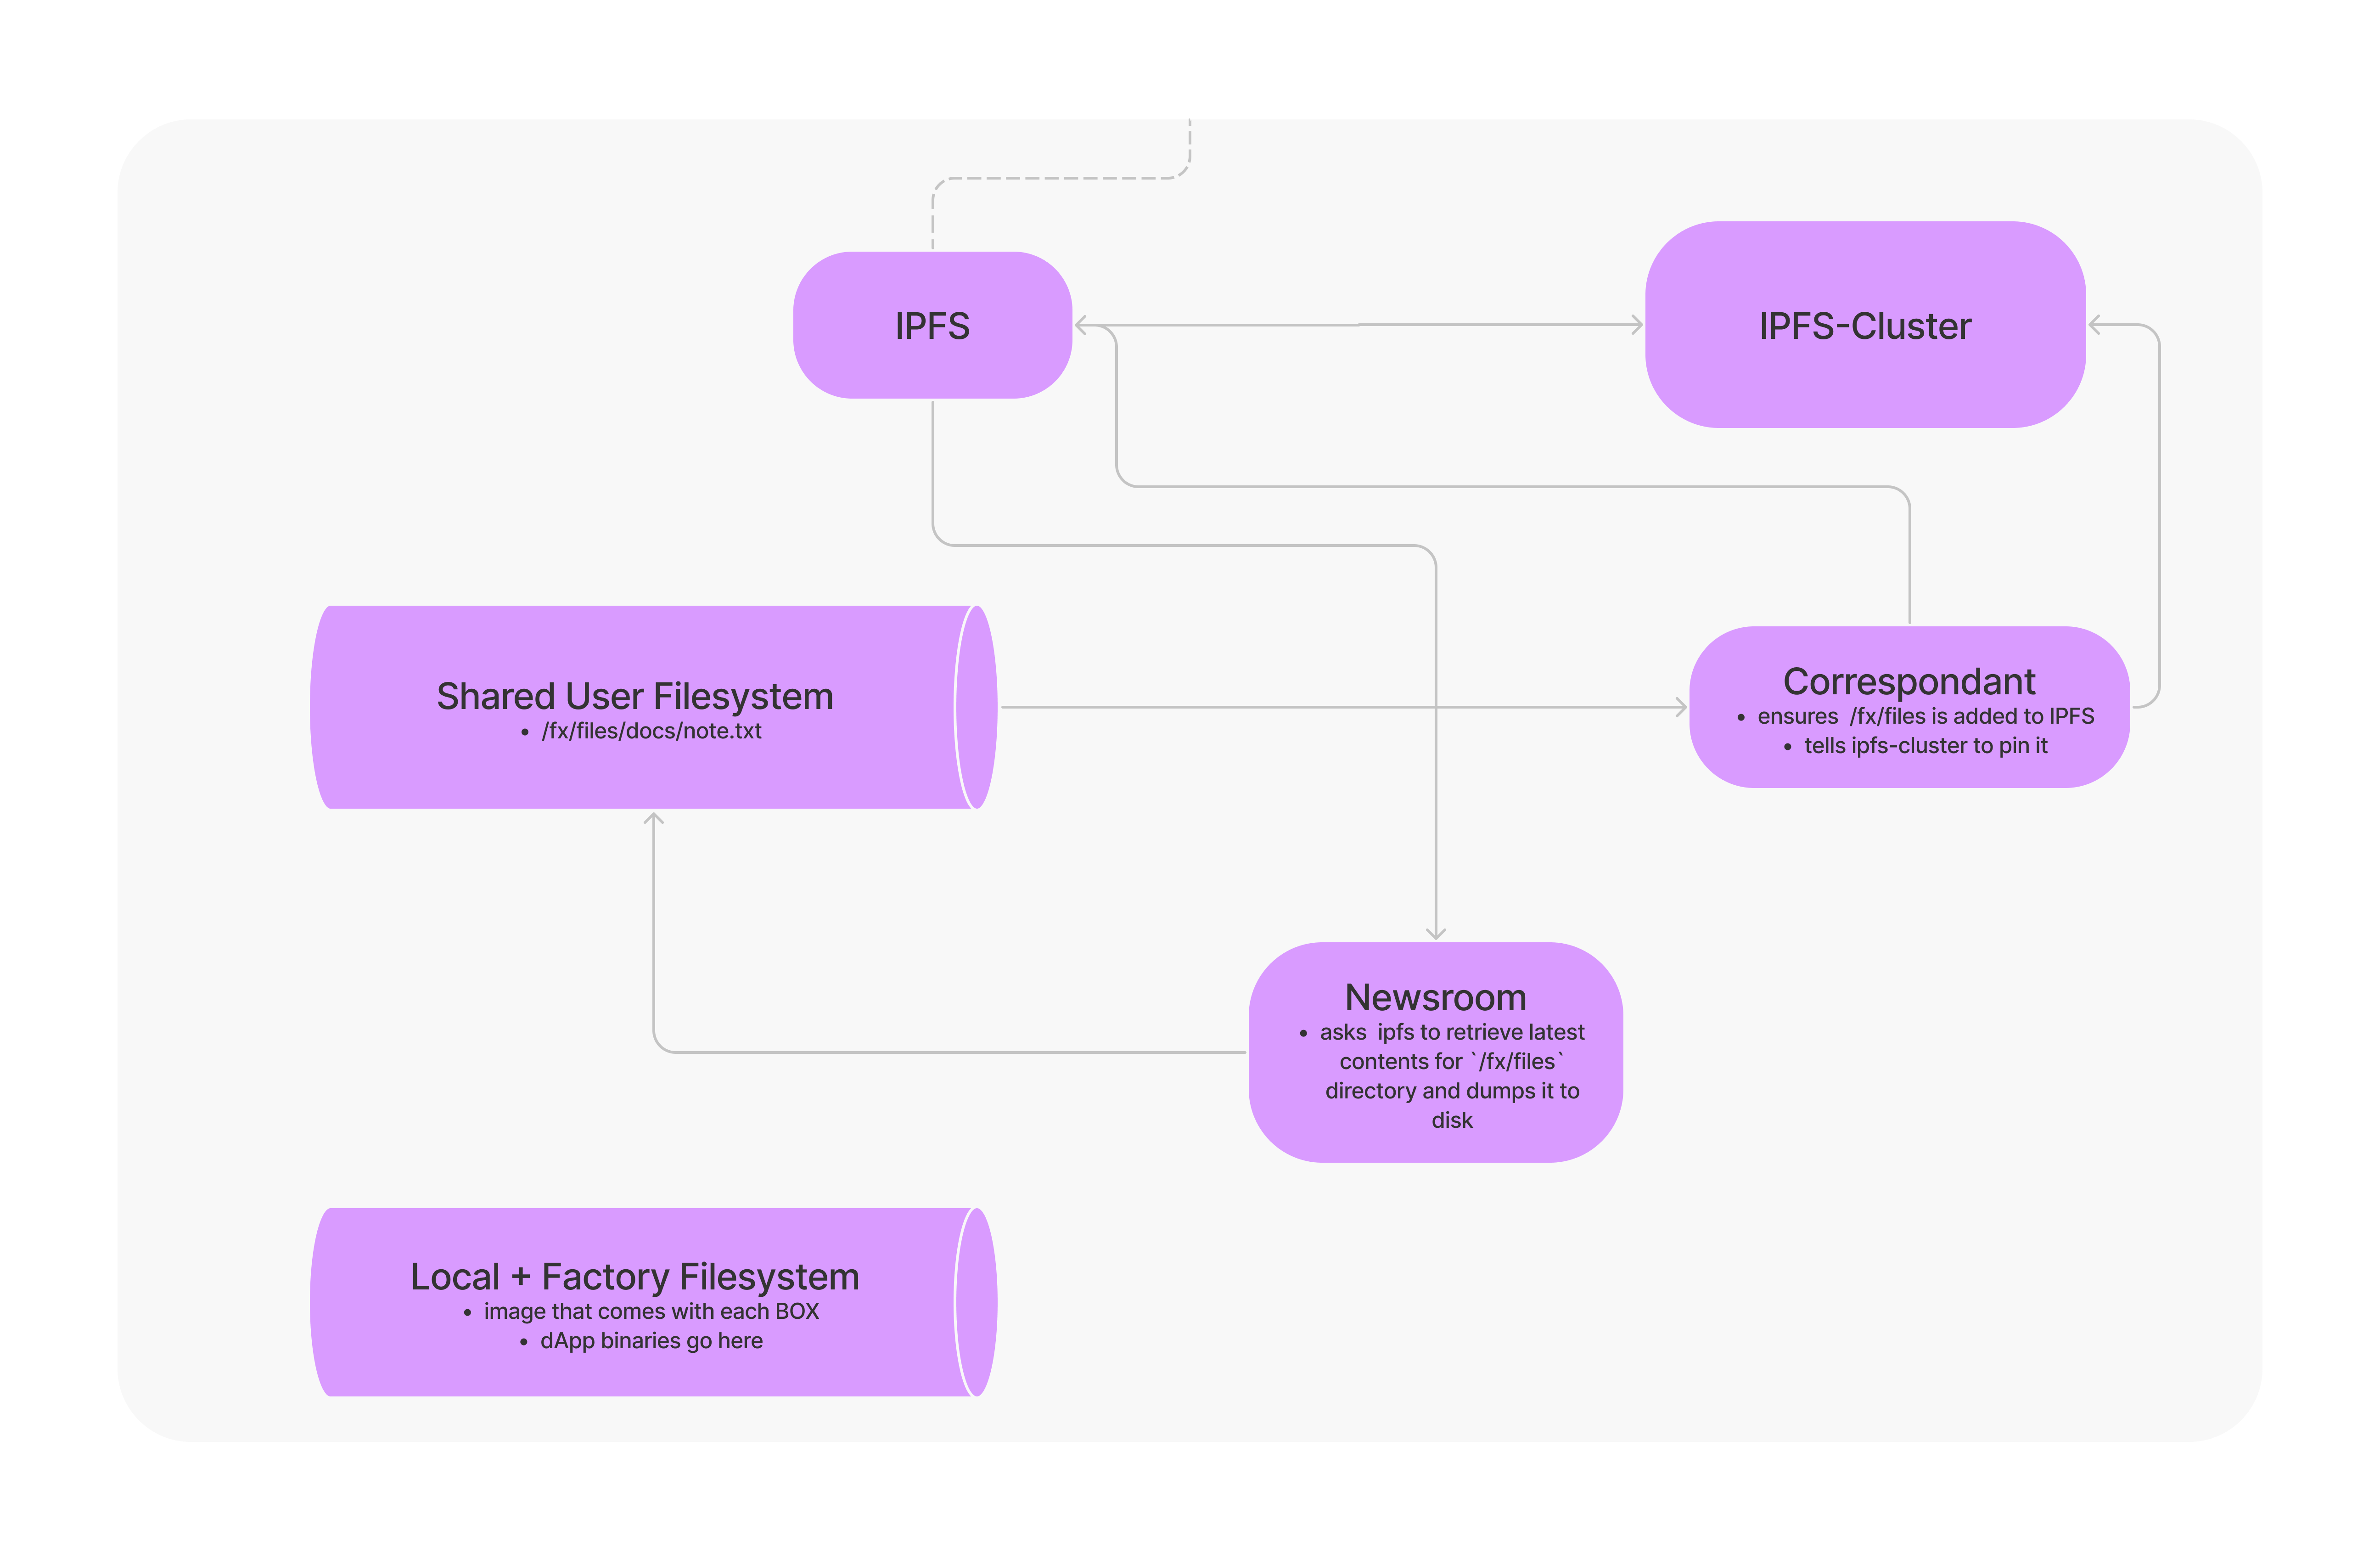 IPFS
IPFS-Cluster
Shared User Filesystem
• /fx/files/docs/note.txt
Correspondant
• ensures  /fx/files is added to IPFS
• tells ipfs-cluster to pin it
Newsroom
• asks  ipfs to retrieve latest
contents for `/fx/files`
directory and dumps it to
disk
Local + Factory Filesystem
• image that comes with each BOX
• dApp binaries go here